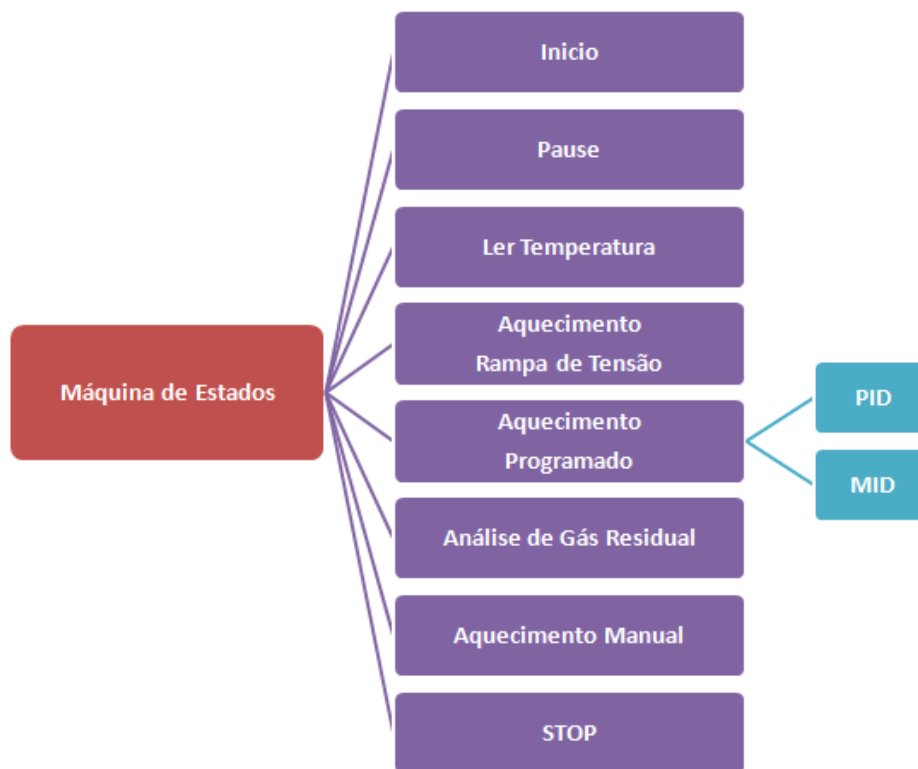 Inicio
Pause
Ler Temperatura
Máquina de Estados
Aquecimento
Rampa de Tensão
Aquecimento
Programado
PID
MID
Análise de Gás Residual
Aquecimento Manual
STOP